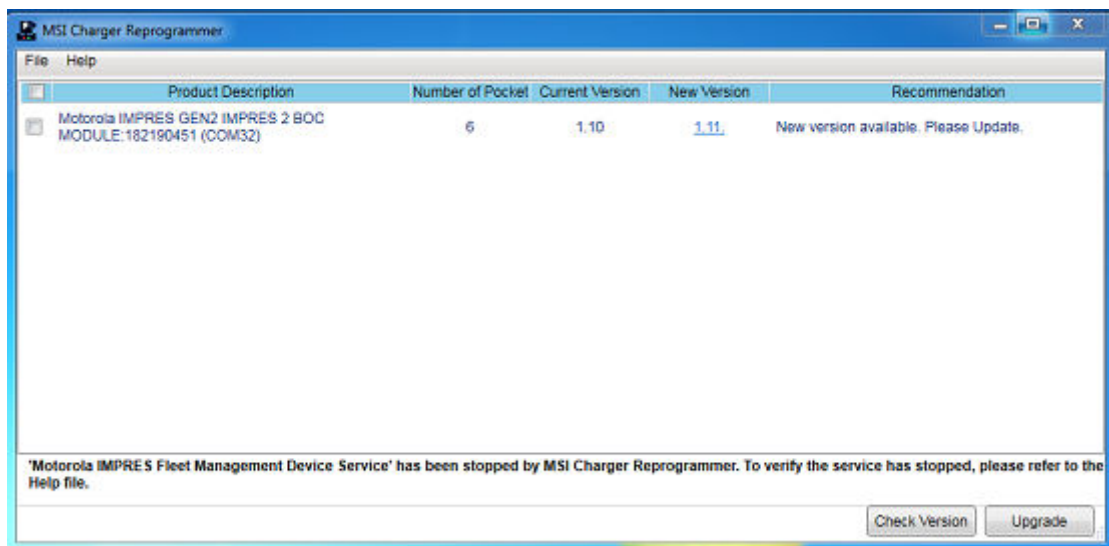 MSI Charger Reprogrammer
File Help
Product Description Number of Pocket Current Version New Version Recommendation
Motorola IMPRES GEN2 IMPRES 2 BOC
MODULE:182190451 (COM32) 6 1.10 1.11. New version available. Please Update.
'Motorola IMPRES Fleet Management Device Service' has been stopped by MSI Charger Reprogrammer. To verify the service has stopped, please refer to the
Help file.
Check Version Upgrade